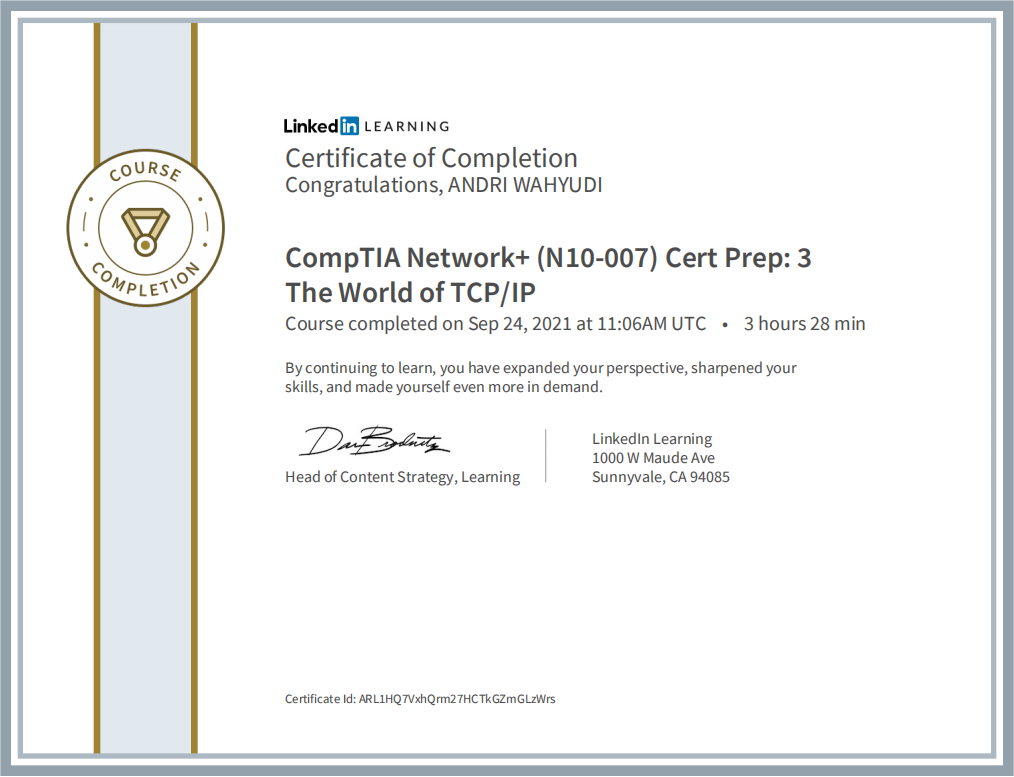 LinkedIn LEARNING
Certificate of Completion
Congratulations, ANDRI WAHYUDI
COURSE
COMPLETION
CompTIA Network+ (N10-007) Cert Prep: 3
The World of TCP/IP
Course completed on Sep 24, 2021 at 11:06AM UTC • 3 hours 28 min
By continuing to learn, you have expanded your perspective, sharpened your
skills, and made yourself even more in demand.
Head of Content Strategy, Learning
LinkedIn Learning
1000 W Maude Ave
Sunnyvale, CA 94085
Certificate Id: ARL1HQ7VxhQrm27HCTkGZmGLzWrs